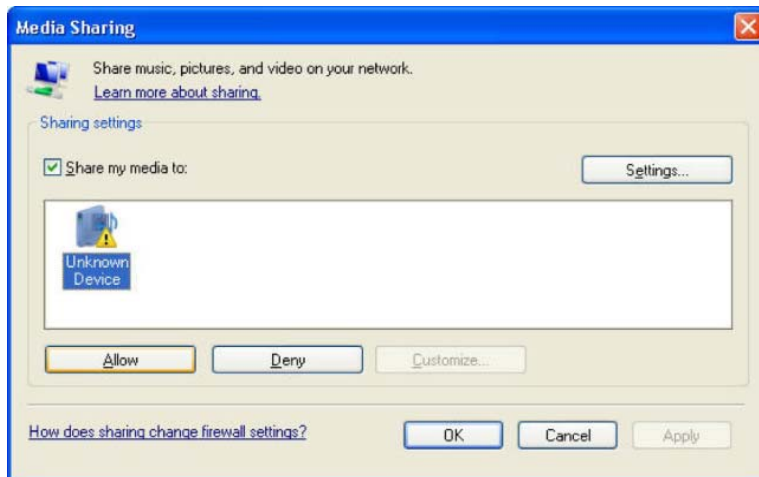 Media Sharing
Share music, pictures, and video on your network.
Learn more about sharing.
Sharing settings
Share my media to:
Settings...
Unknown
Device
Allow
Deny
Customize...
How does sharing change firewall settings?
OK
Cancel
Apply